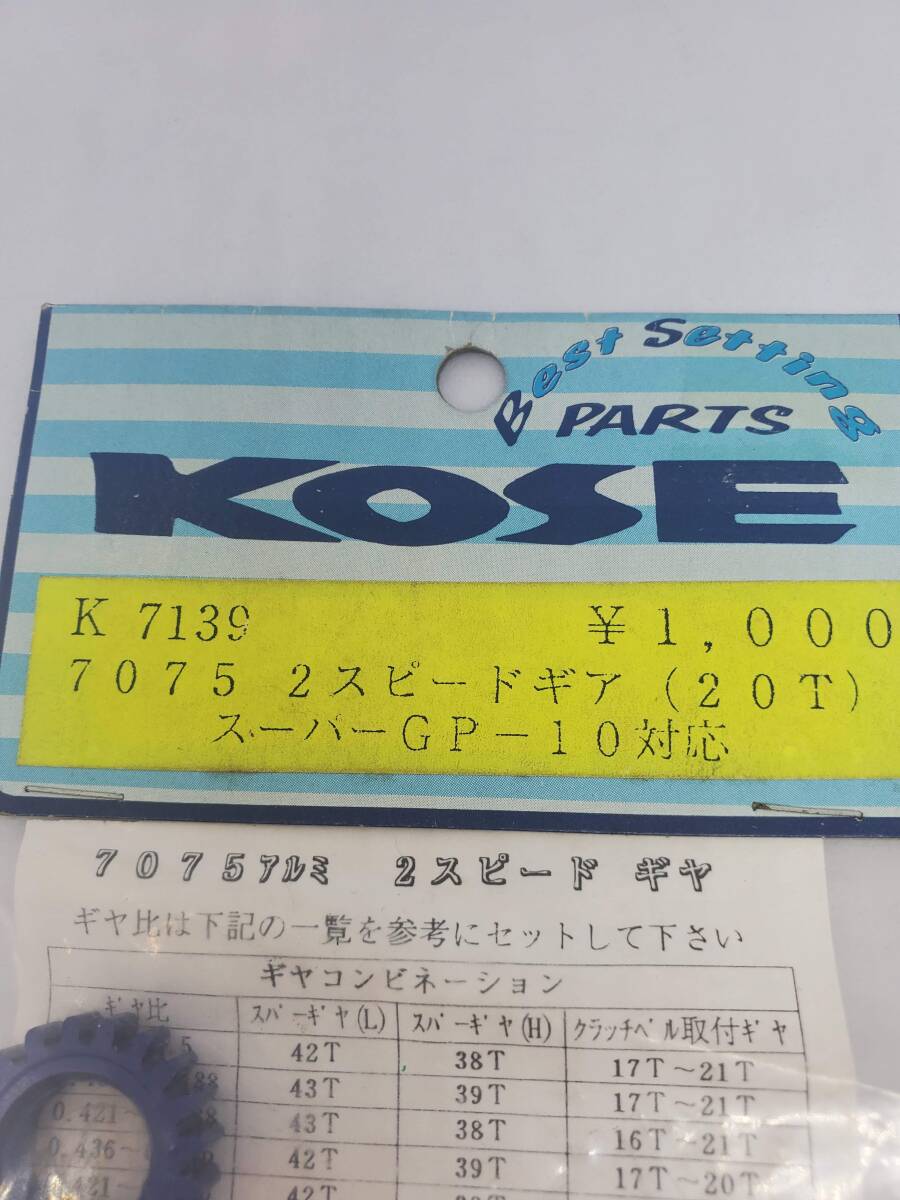 Best Setting
PARTS
KOSE
K 7139 ¥1,000
7075 2スピードギア (20T)
スーパーGP-10対応
7075アルミ 2スピード ギヤ
ギヤ比は下記の一覧を参考にセットして下さい
ギヤコンビネーション
ギヤ比 スパーギヤ(L) スパーギヤ(H) クラッチベル取付ギヤ
42T 38T 17T~21T
43T 39T 17T~21T
0.421~ 43T 38T 16T~21T
0.436~ 42T 39T 17T~20T
42T